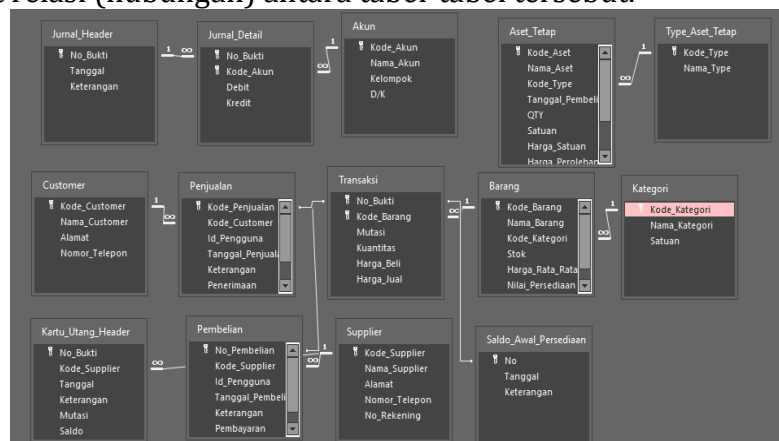 relasi (hubungan) antara tabel-tabel tersebut.
Jurnal_Header
No_Bukti
Tanggal
Keterangan
1
∞
Jurnal_Detail
No_Bukti
Kode_Akun
Debit
Kredit
1
∞
Akun
Kode_Akun
Nama_Akun
Kelompok
D/K
Aset_Tetap
Kode_Aset
Nama_Aset
Kode_Type
Tanggal_Pembeli
QTY
Satuan
Harga_Satuan
Harga_Perolehan
1
∞
Type_Aset_Tetap
Kode_Type
Nama_Type
Customer
Kode_Customer
Nama_Customer
Alamat
Nomor_Telepon
1
∞
Penjualan
Kode_Penjualan
Kode_Customer
Id_Pengguna
Tanggal_Penjuala
Keterangan
Penerimaan
Transaksi
No_Bukti
Kode_Barang
Mutasi
Kuantitas
Harga_Beli
Harga_Jual
1
∞
Barang
Kode_Barang
Nama_Barang
Kode_Kategori
Stok
Harga_Rata_Rata
Nilai_Persediaan
1
∞
Kategori
Kode_Kategori
Nama_Kategori
Satuan
Kartu_Utang_Header
No_Bukti
Kode_Supplier
Tanggal
Keterangan
Mutasi
Saldo
∞
Pembelian
No_Pembelian
Kode_Supplier
Id_Pengguna
Tanggal_Pembeli
Keterangan
Pembayaran
1
∞
Supplier
Kode_Supplier
Nama_Supplier
Alamat
Nomor_Telepon
No_Rekening
Saldo_Awal_Persediaan
No
Tanggal
Keterangan